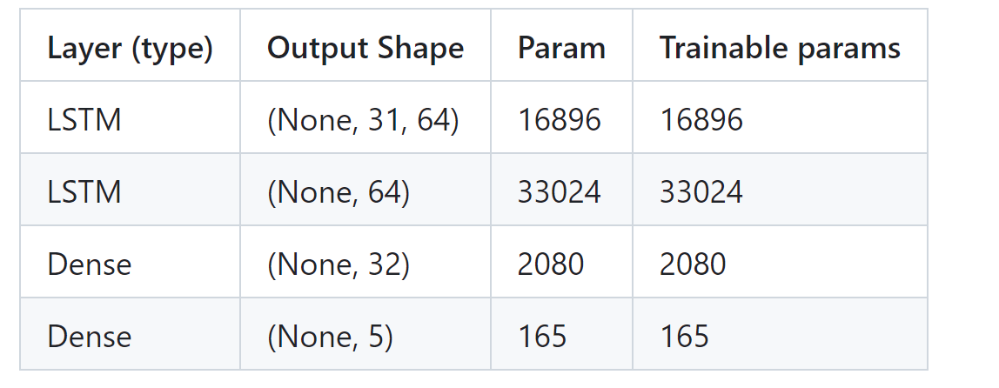 Layer (type) Output Shape Param Trainable params
LSTM (None, 31, 64) 16896 16896
LSTM (None, 64) 33024 33024
Dense (None, 32) 2080 2080
Dense (None, 5) 165 165